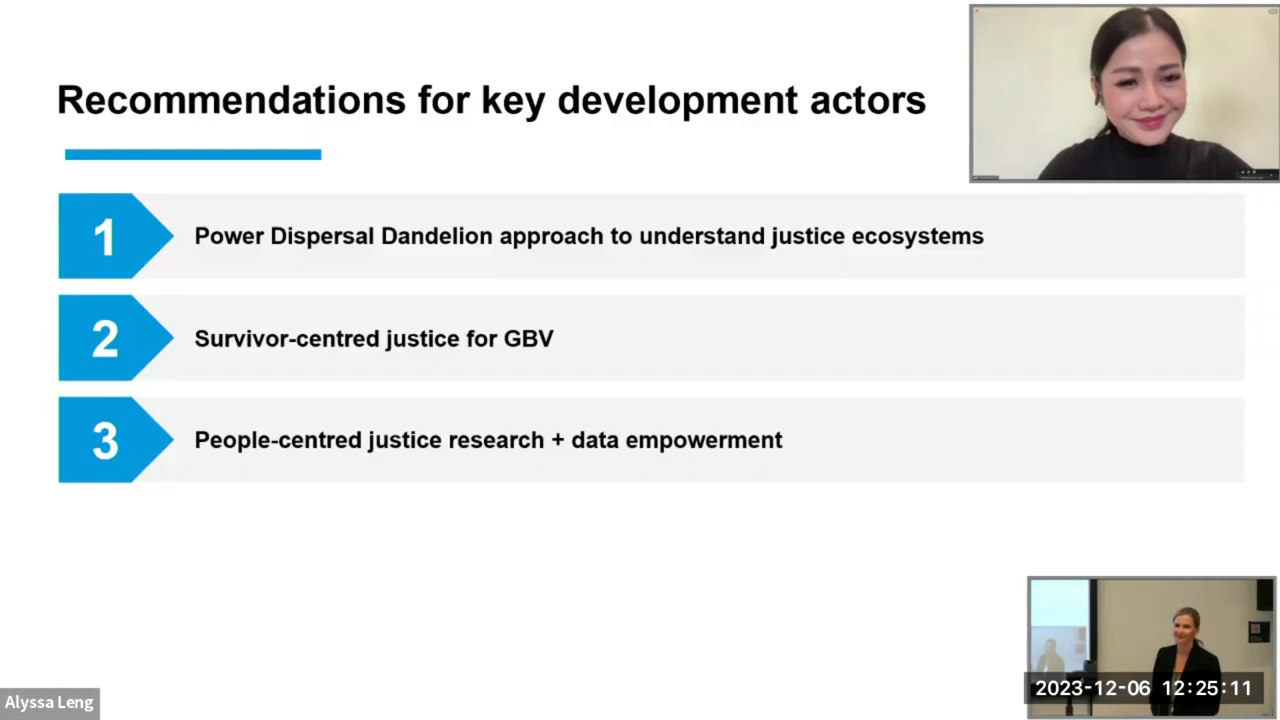 Recommendations for key development actors
1
Power Dispersal Dandelion approach to understand justice ecosystems
2
Survivor-centred justice for GBV
3
People-centred justice research + data empowerment
2023-12-06 12:25:11
Alyssa Leng